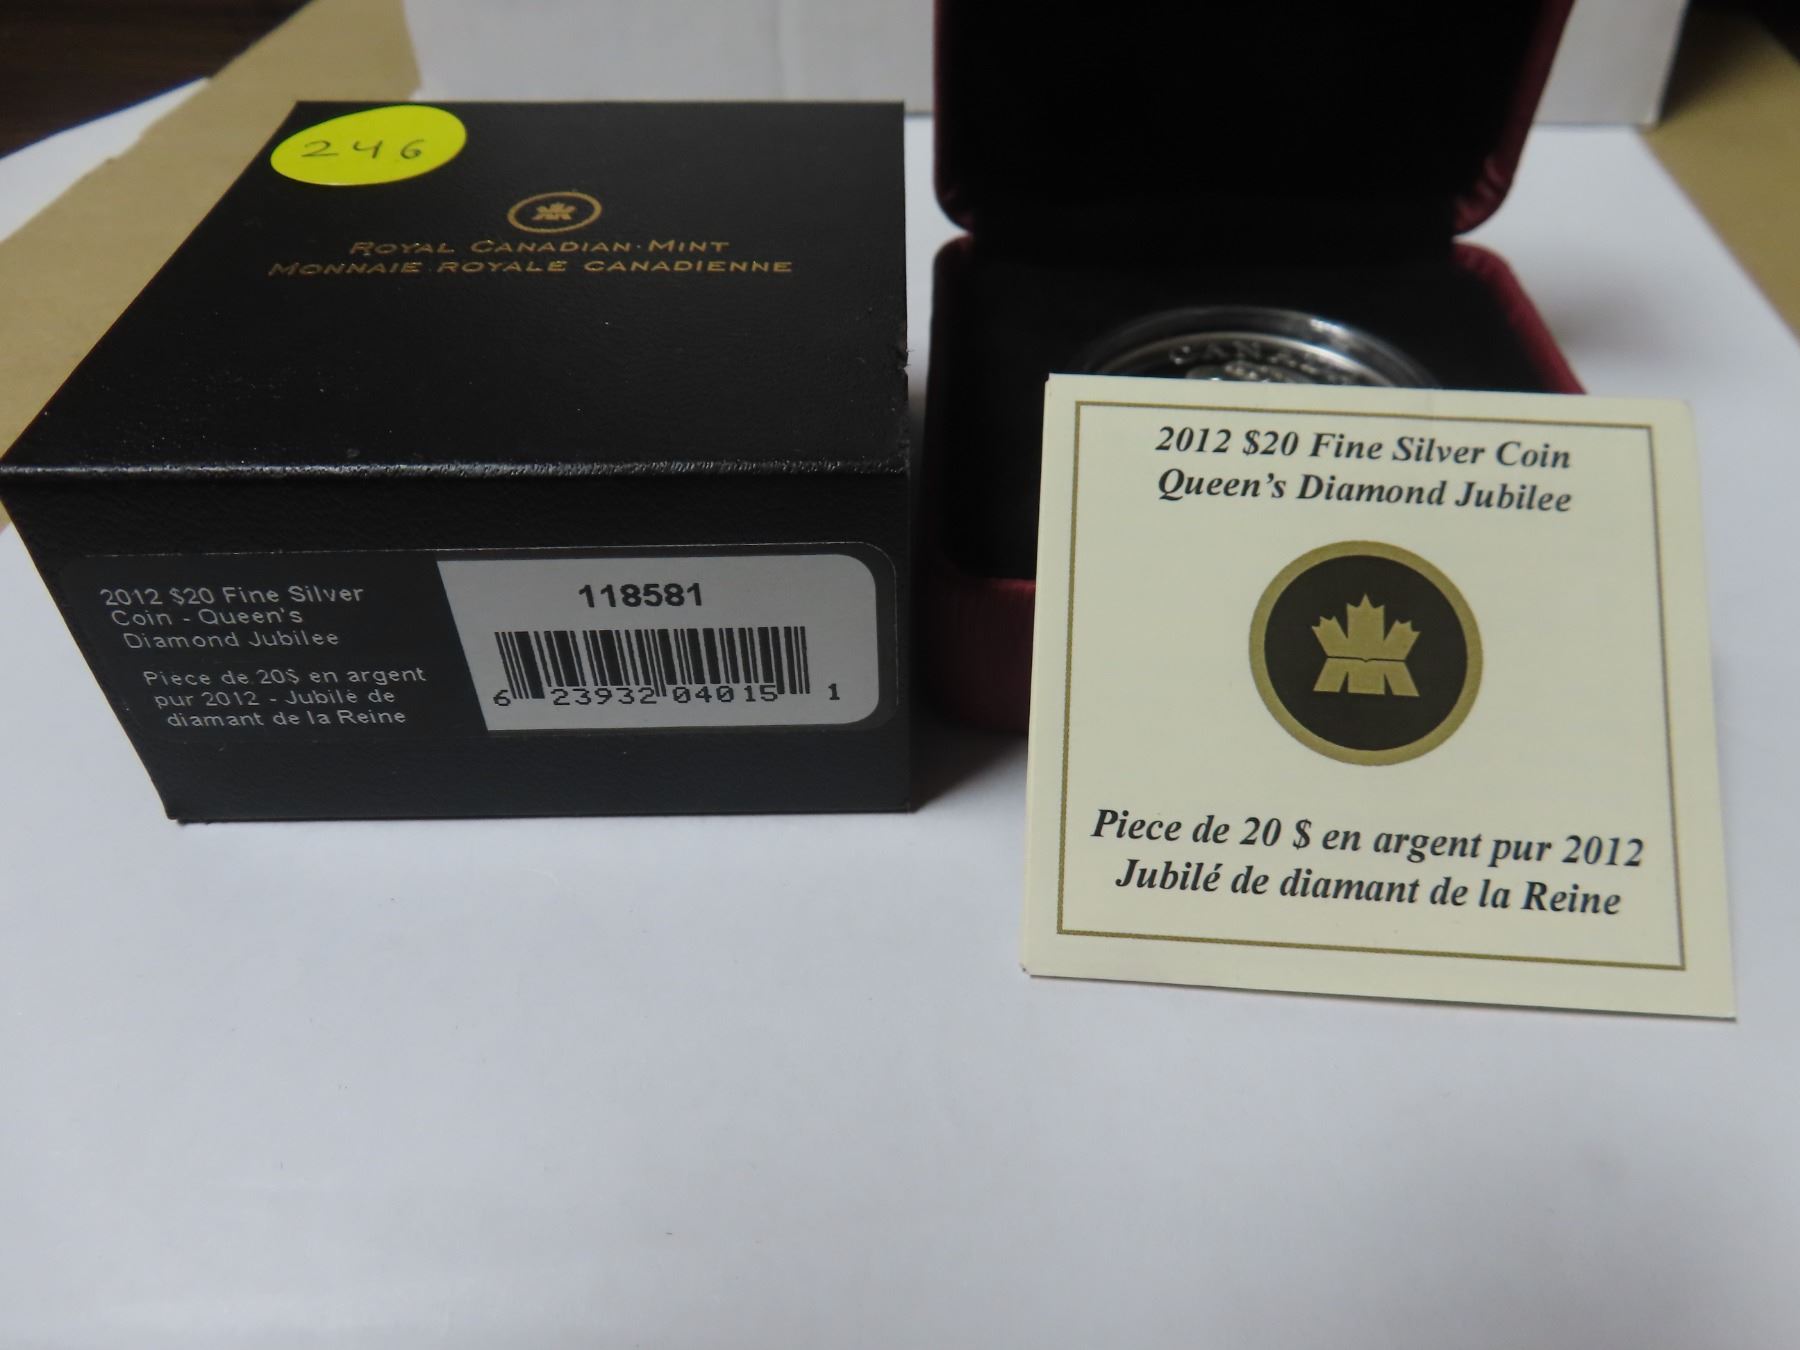 246
ROYAL CANADIAN·MINT
MONNAIE ROYALE CANADIENNE
2012 $20 Fine Silver
Coin - Queen's
Diamond Jubilee
Piece de 20$ en argent
pur 2012 - Jubilé de
diamant de la Reine
118581
6 23932 04015 1
CANADA
2012 $20 Fine Silver Coin
Queen's Diamond Jubilee
Piece de 20 $ en argent pur 2012
Jubilé de diamant de la Reine